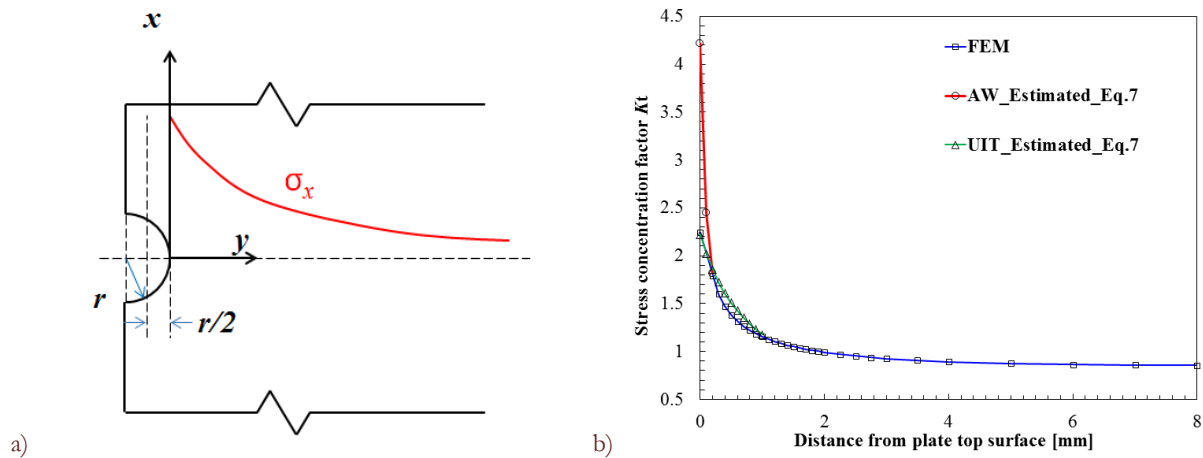 x
σx
y
r
r/2
a)
Stress concentration factor Kt
4.5
4
3.5
3
2.5
2
1.5
1
0.5
FEM
AW_Estimated_Eq.7
UIT_Estimated_Eq.7
0 2 4 6 8
Distance from plate top surface [mm]
b)